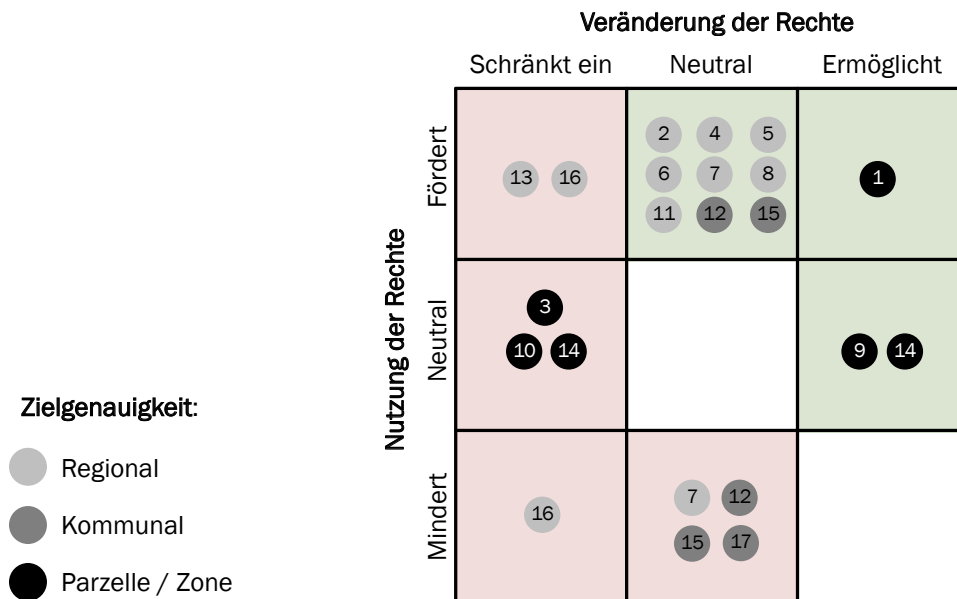 Veränderung der Rechte
Schränkt ein Neutral Ermöglicht
Nutzung der Rechte
Fördert
13 16
2 4 5
6 7 8
11 12 15
1
Neutral
3
10 14
9 14
Mindert
16
7 12
15 17
Zielgenauigkeit:
Regional
Kommunal
Parzelle / Zone